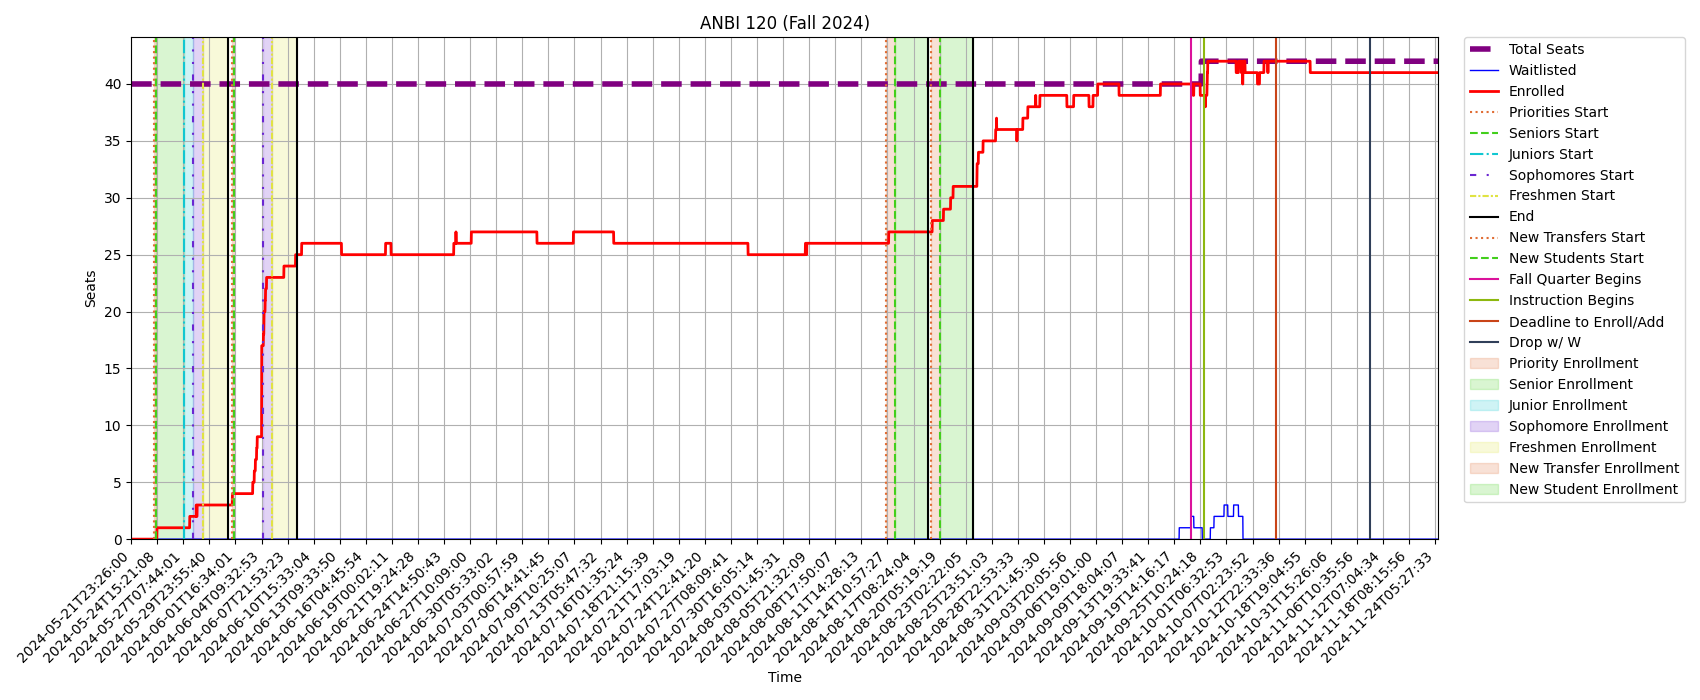 ANBI 120 (Fall 2024)
Seats
40
35
30
25
20
15
10
5
0
2024-05-21T23:26:00
2024-05-24T15:21:08
2024-05-27T07:44:01
2024-05-29T23:55:40
2024-06-01T16:34:01
2024-06-04T09:32:53
2024-06-07T21:53:23
2024-06-10T15:33:04
2024-06-13T09:33:50
2024-06-16T04:45:54
2024-06-19T00:02:11
2024-06-21T19:24:28
2024-06-24T14:50:43
2024-06-27T10:09:00
2024-06-30T05:33:02
2024-07-03T00:57:59
2024-07-06T14:41:45
2024-07-09T10:25:07
2024-07-13T05:47:32
2024-07-16T01:35:24
2024-07-18T21:15:39
2024-07-21T17:03:19
2024-07-24T12:41:20
2024-07-27T08:09:41
2024-07-30T16:05:14
2024-08-03T01:45:31
2024-08-05T21:32:09
2024-08-08T17:50:07
2024-08-11T14:28:13
2024-08-14T10:57:27
2024-08-17T08:24:04
2024-08-20T05:19:19
2024-08-23T02:22:05
2024-08-25T23:51:03
2024-08-28T22:53:33
2024-08-31T21:45:30
2024-09-03T20:05:56
2024-09-06T19:01:00
2024-09-09T18:04:07
2024-09-13T19:33:41
2024-09-19T14:16:17
2024-09-25T10:24:18
2024-10-01T06:32:53
2024-10-07T02:23:52
2024-10-12T22:33:36
2024-10-18T19:04:55
2024-10-31T15:26:06
2024-11-06T10:35:56
2024-11-12T07:04:34
2024-11-18T08:15:56
2024-11-24T05:27:33
Time
Total Seats
Waitlisted
Enrolled
Priorities Start
Seniors Start
Juniors Start
Sophomores Start
Freshmen Start
End
New Transfers Start
New Students Start
Fall Quarter Begins
Instruction Begins
Deadline to Enroll/Add
Drop w/ W
Priority Enrollment
Senior Enrollment
Junior Enrollment
Sophomore Enrollment
Freshmen Enrollment
New Transfer Enrollment
New Student Enrollment